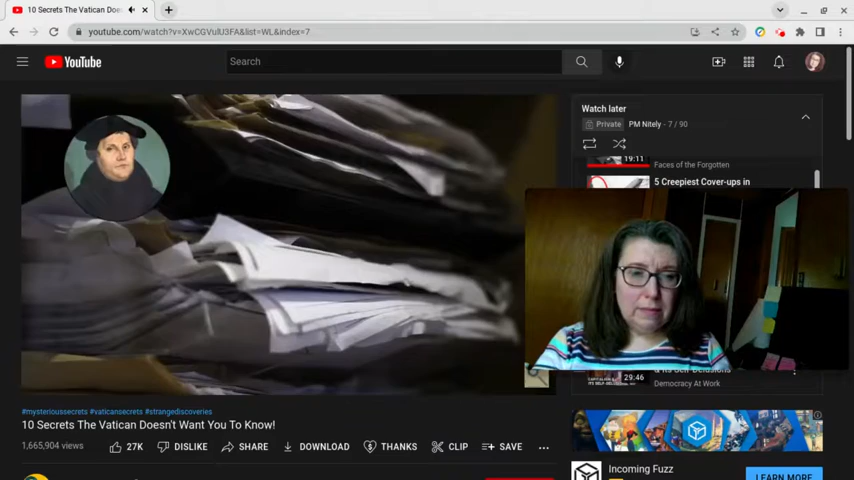 10 Secrets The Vatican Does
youtube.com/watch?v=XwCGVulU3FA&list=WL&index=7
YouTube
Search
Watch later
Private PM Nitely - 7 / 90
19:11
Faces of the Forgotten
5 Creepiest Cover-ups in
29:46
Democracy At Work
#mysterioussecrets #vaticansecrets #strangediscoveries
10 Secrets The Vatican Doesn't Want You To Know!
1,665,904 views
27K
DISLIKE
SHARE
DOWNLOAD
THANKS
CLIP
SAVE
Incoming Fuzz
LEARN MORE